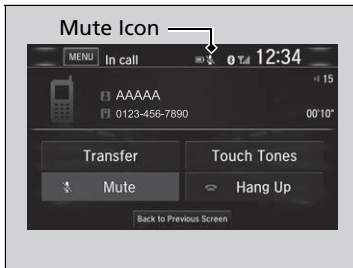 Mute Icon
MENU In call 12:34
15
AAAAA
0123-456-7890 00'10"
Transfer Touch Tones
Mute Hang Up
Back to Previous Screen